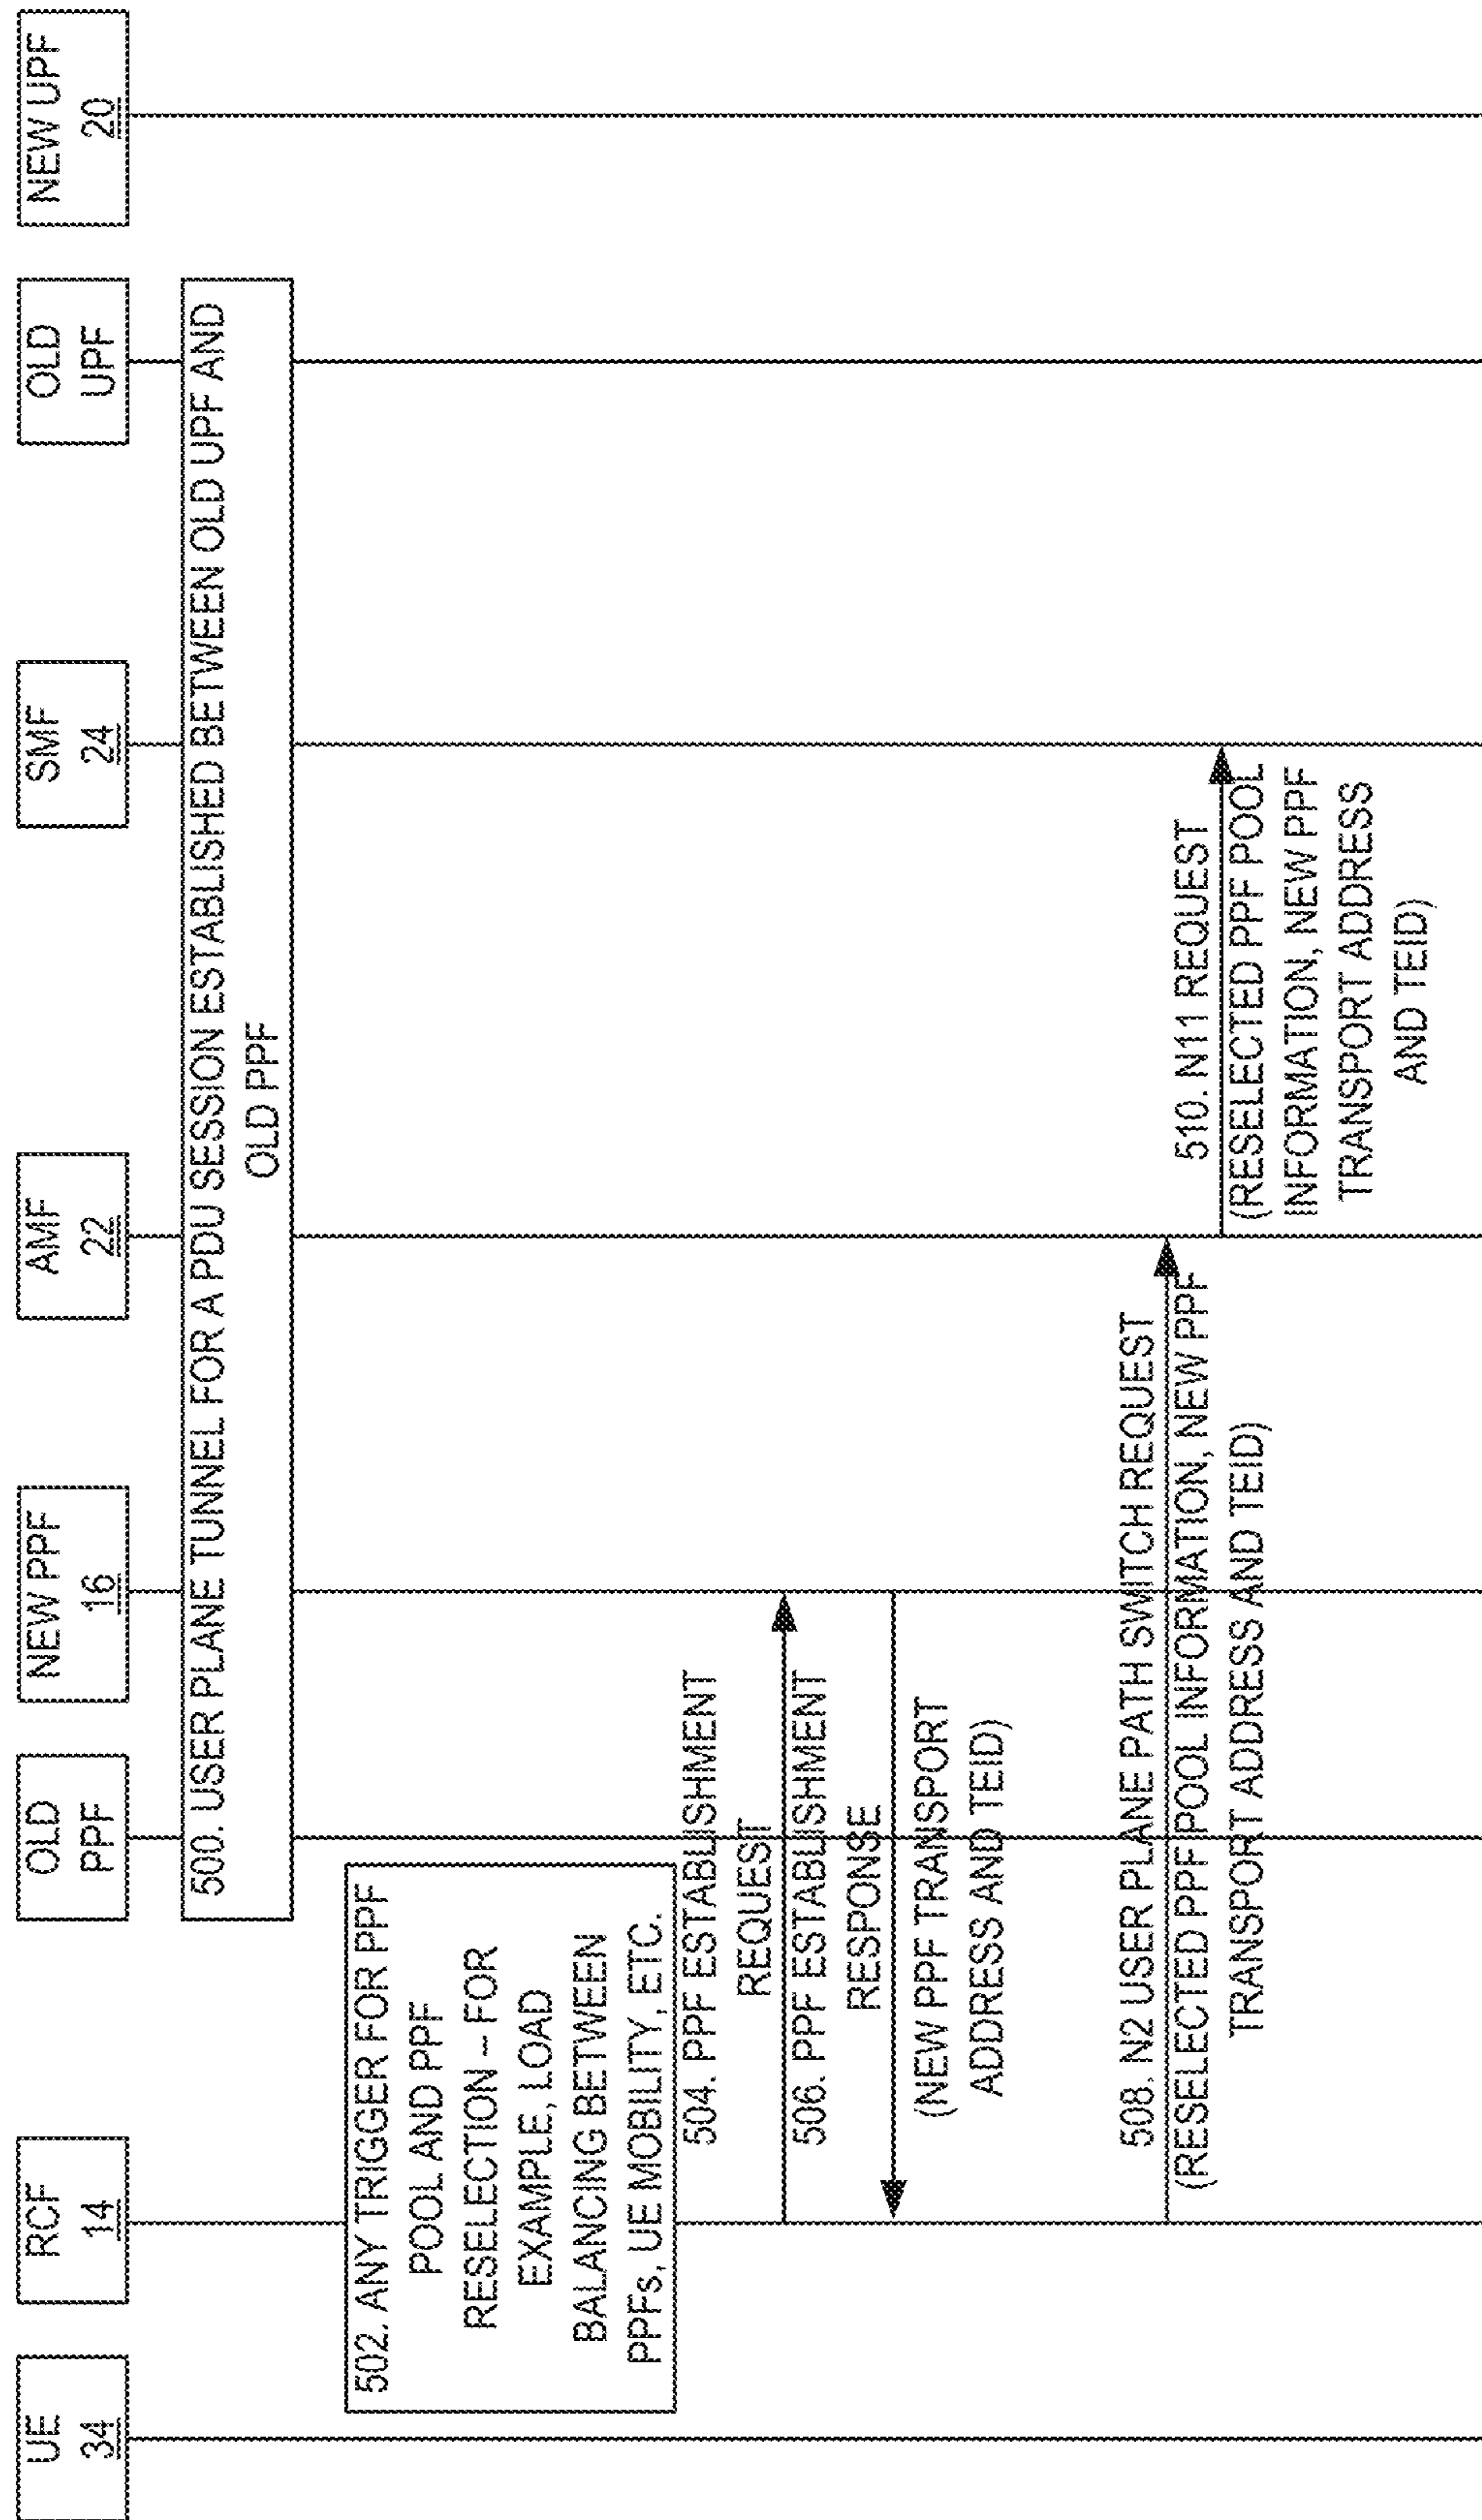 UE
34
RCF
14
OLD
PPF
NEW PPF
16
AMF
22
SMF
24
OLD
UPF
NEW UPF
20
500. USER PLANE TUNNEL FOR A PDU SESSION ESTABLISHED BETWEEN OLD UPF AND
OLD PPF
502. ANY TRIGGER FOR PPF
POOL AND PPF
RESELECTION – FOR
EXAMPLE, LOAD
BALANCING BETWEEN
PPFs, UE MOBILITY, ETC.
504. PPF ESTABLISHMENT
REQUEST
506. PPF ESTABLISHMENT
RESPONSE
(NEW PPF TRANSPORT
ADDRESS AND TEID)
508. N2 USER PLANE PATH SWITCH REQUEST
(RESELECTED PPF POOL INFORMATION, NEW PPF
TRANSPORT ADDRESS AND TEID)
510. N11 REQUEST
(RESELECTED PPF POOL
INFORMATION, NEW PPF
TRANSPORT ADDRESS
AND TEID)